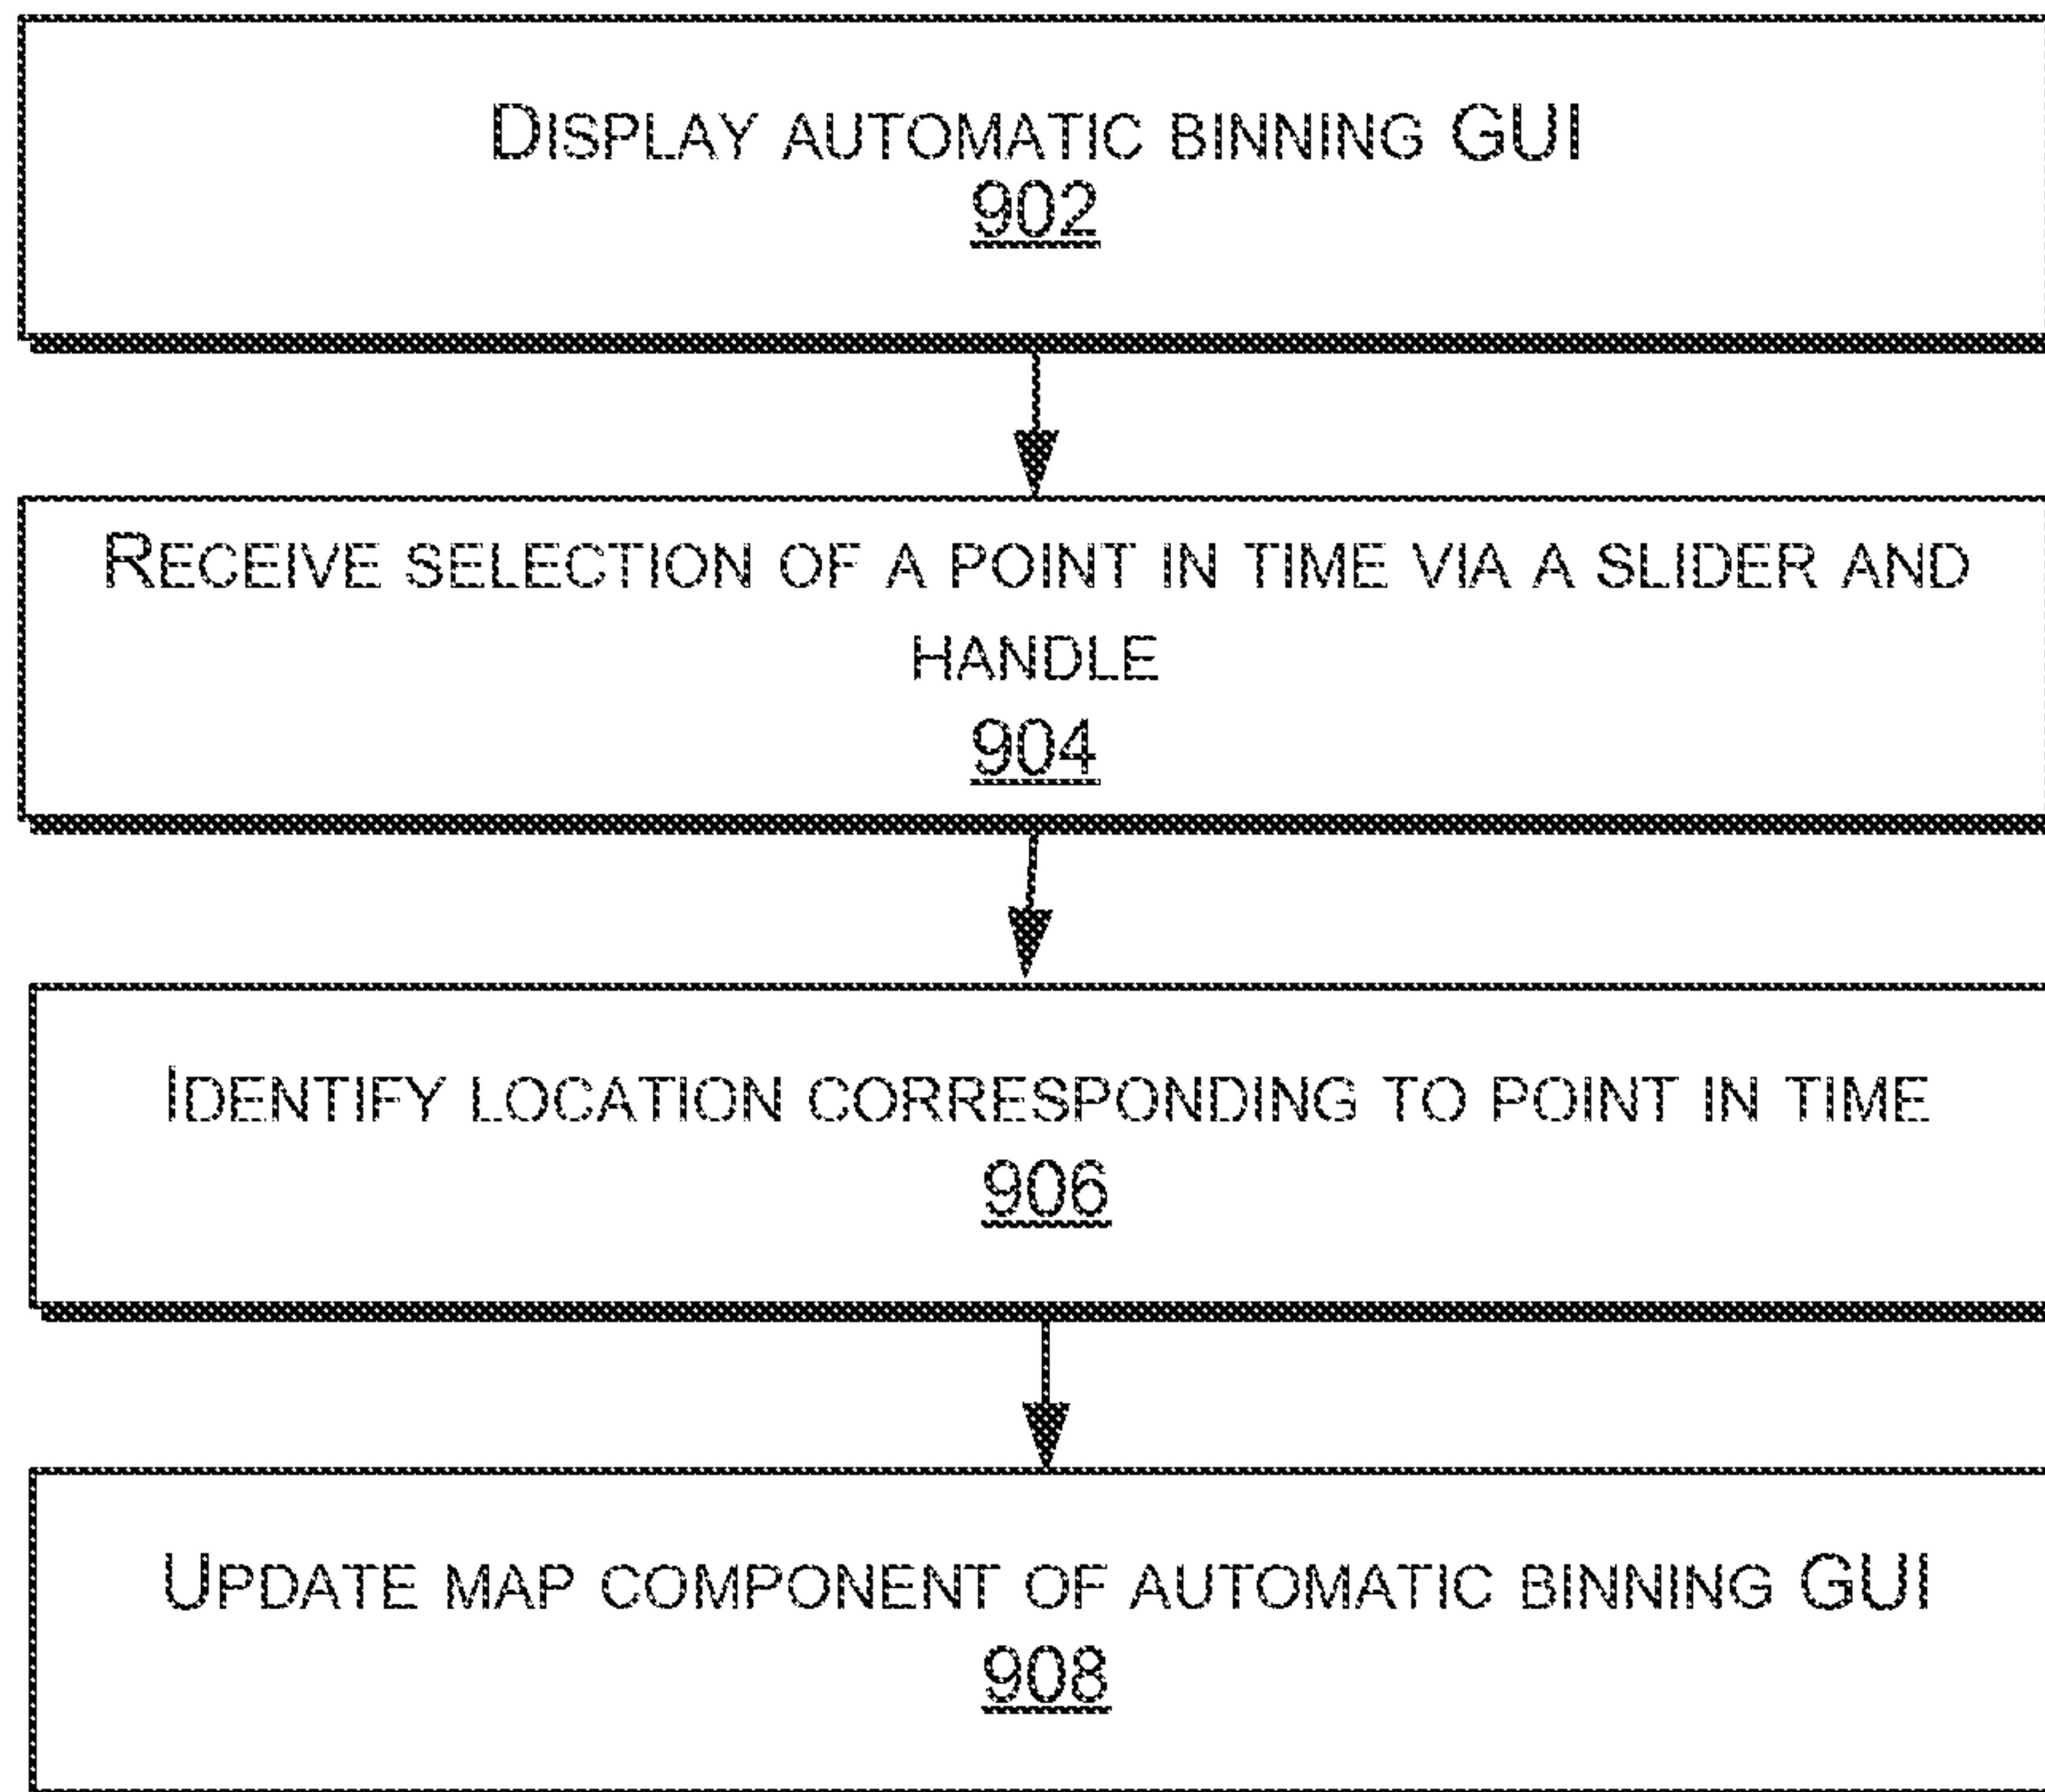 DISPLAY AUTOMATIC BINNING GUI
902
RECEIVE SELECTION OF A POINT IN TIME VIA A SLIDER AND
HANDLE
904
IDENTIFY LOCATION CORRESPONDING TO POINT IN TIME
906
UPDATE MAP COMPONENT OF AUTOMATIC BINNING GUI
908